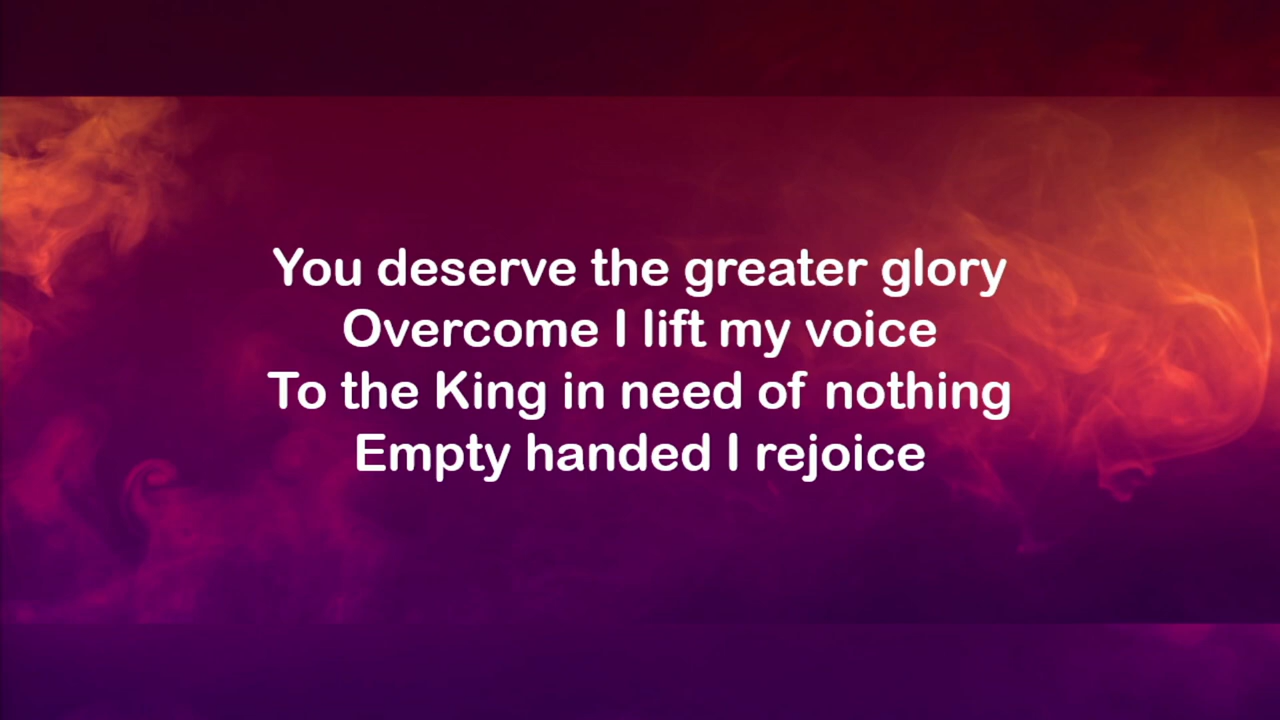 You deserve the greater glory
Overcome I lift my voice
To the King in need of nothing
Empty handed I rejoice